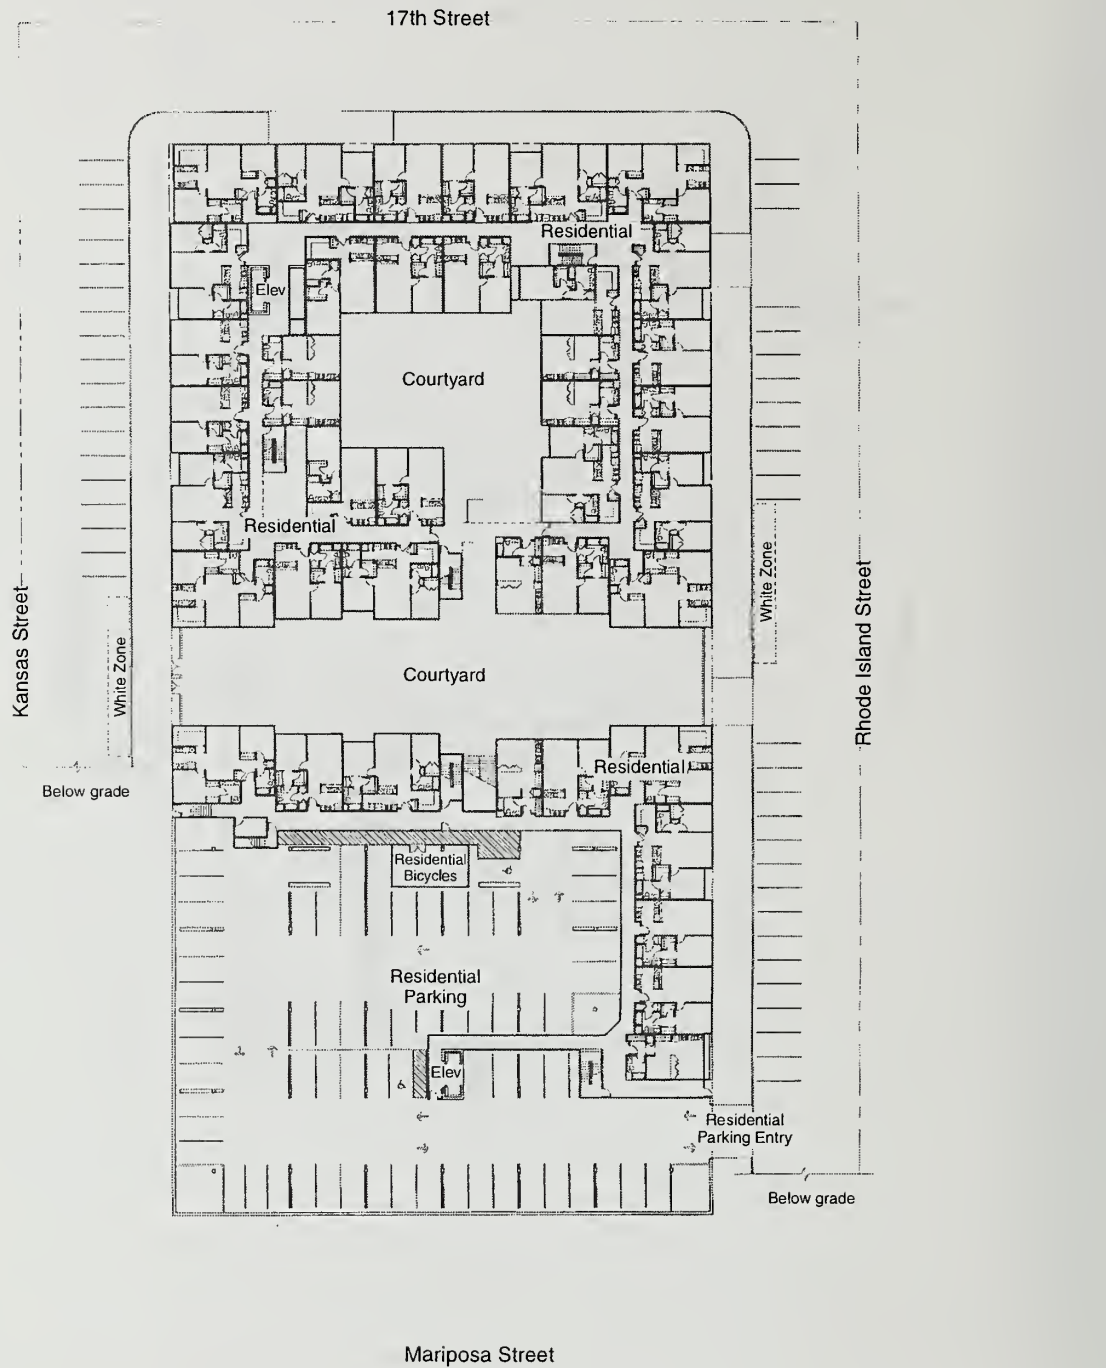 17th Street
Residential
Elev
Courtyard
Residential
Kansas Street
White Zone
White Zone
Rhode Island Street
Courtyard
Residential
Below grade
Residential
Bicycles
Residential
Parking
Elev
Residential
Parking Entry
Below grade
Mariposa Street